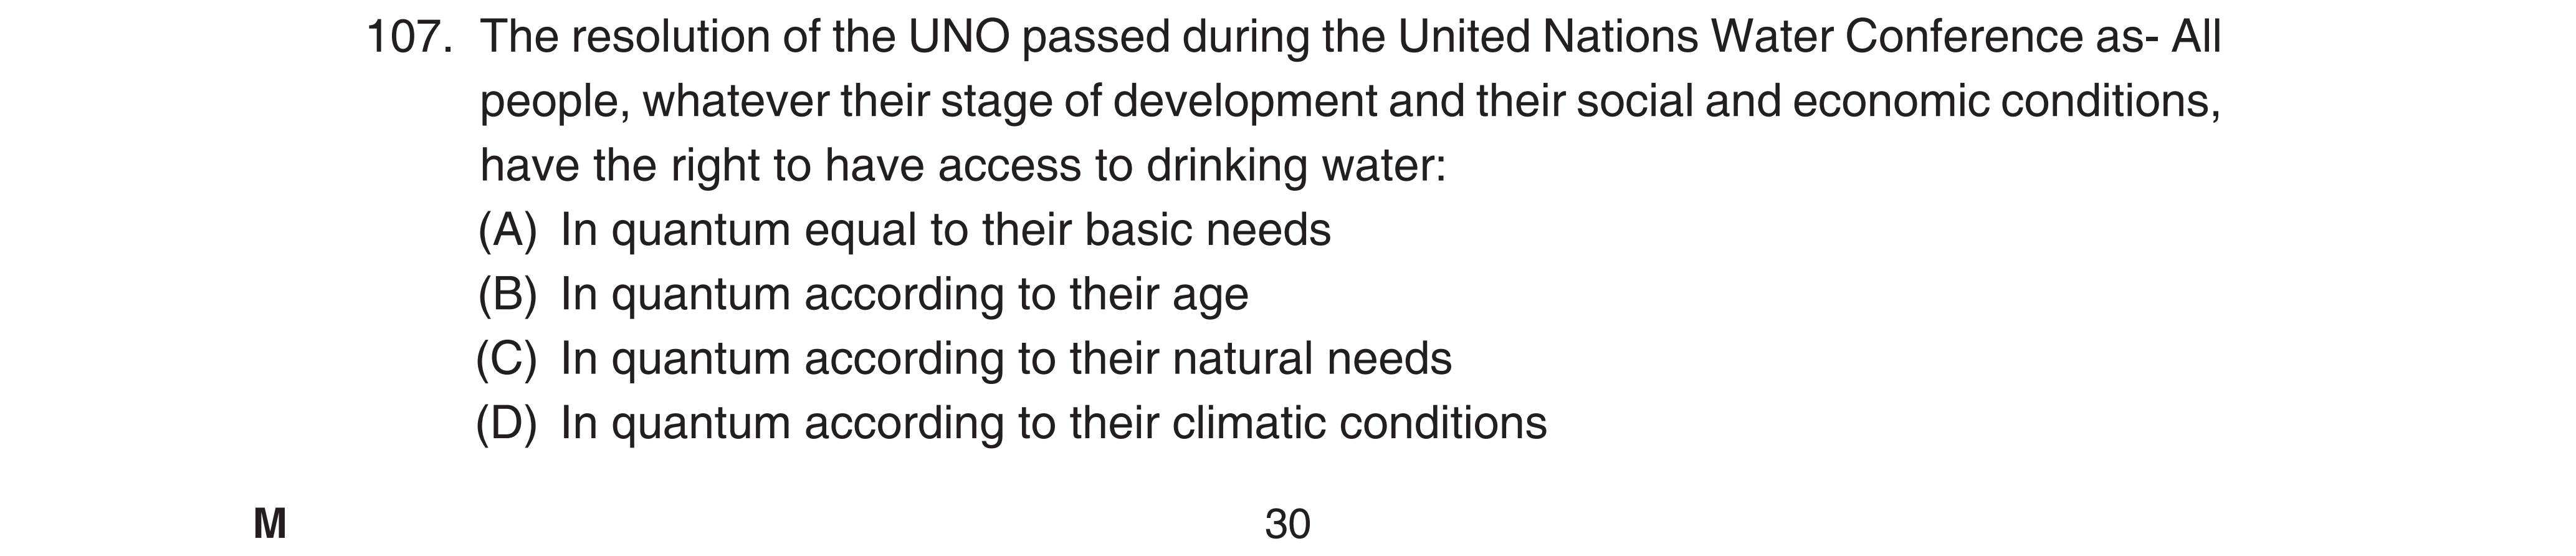 107. The resolution of the UNO passed during the United Nations Water Conference as- All
people, whatever their stage of development and their social and economic conditions,
have the right to have access to drinking water:
(A) In quantum equal to their basic needs
(B) In quantum according to their age
(C) In quantum according to their natural needs
(D) In quantum according to their climatic conditions
M 30